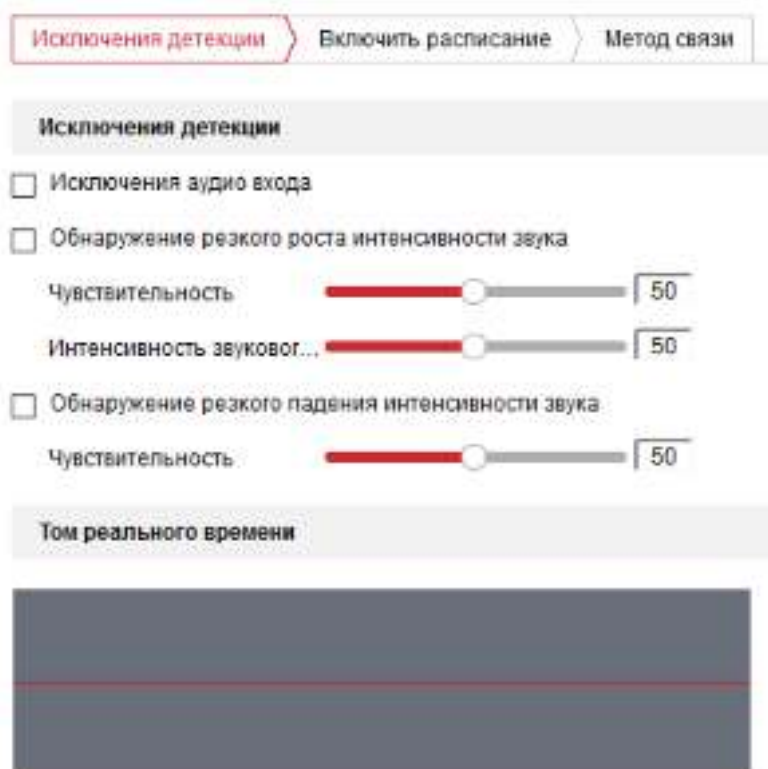 Исключения детекции Включить расписание Метод связи
Исключения детекции
Исключения аудио входа
Обнаружение резкого роста интенсивности звука
Чувствительность 50
Интенсивность звуковог... 50
Обнаружение резкого падения интенсивности звука
Чувствительность 50
Том реального времени